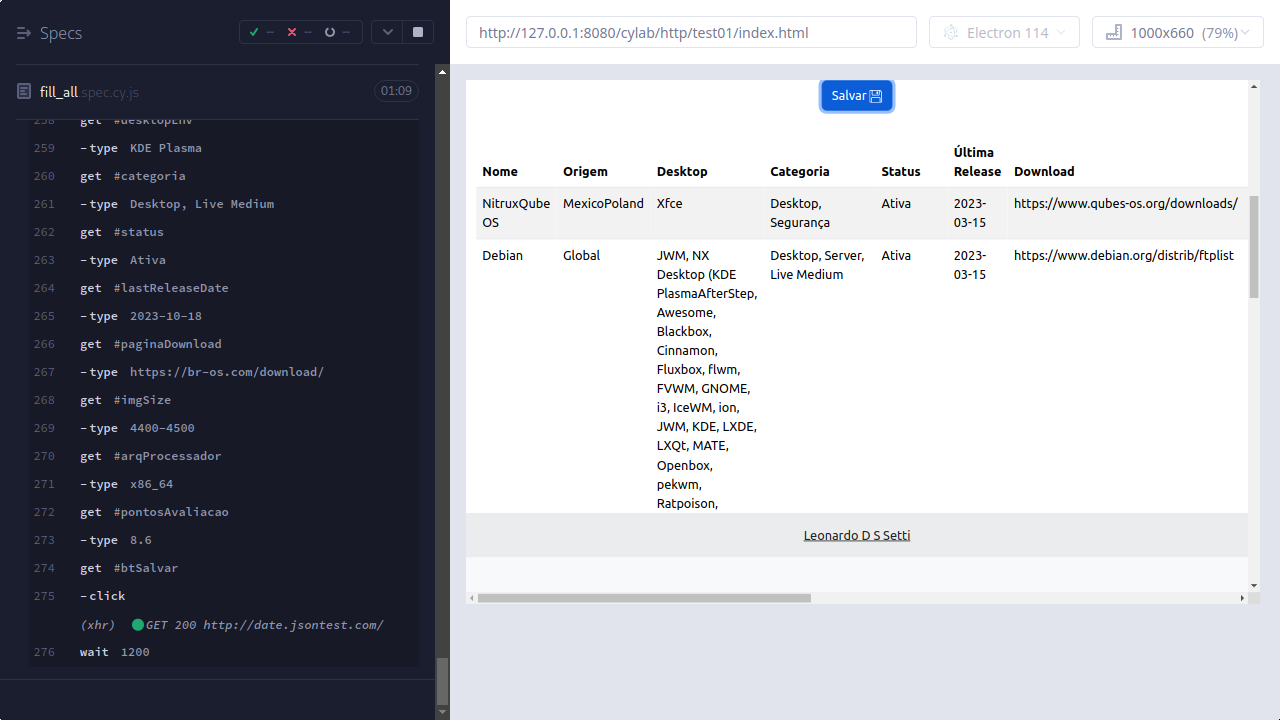 Specs
-- -- --
fill_all.spec.cy.js 01:09
258 get #desktopEnv
259 -type KDE Plasma
260 get #categoria
261 -type Desktop, Live Medium
262 get #status
263 -type Ativa
264 get #lastReleaseDate
265 -type 2023-10-18
266 get #paginaDownload
267 -type https://br-os.com/download/
268 get #imgSize
269 -type 4400-4500
270 get #arqProcessador
271 -type x86_64
272 get #pontosAvaliacao
273 -type 8.6
274 get #btSalvar
275 -click
(xhr) GET 200 http://date.jsontest.com/
276 wait 1200
http://127.0.0.1:8080/cylab/http/test01/index.html
Electron 114
1000x660 (79%)
Salvar
Nome Origem Desktop Categoria Status Última Release Download
NitruxQube OS MexicoPoland Xfce Desktop, Segurança Ativa 2023-03-15 https://www.qubes-os.org/downloads/
Debian Global JWM, NX Desktop, Server, Ativa 2023- https://www.debian.org/distrib/ftplist
Desktop (KDE Live Medium 03-15
PlasmaAfterStep,
Awesome,
Blackbox,
Cinnamon,
Fluxbox, flwm,
FVWM, GNOME,
i3, IceWM, ion,
JWM, KDE, LXDE,
LXQt, MATE,
Openbox,
pekwm,
Ratpoison,
Leonardo D S Setti